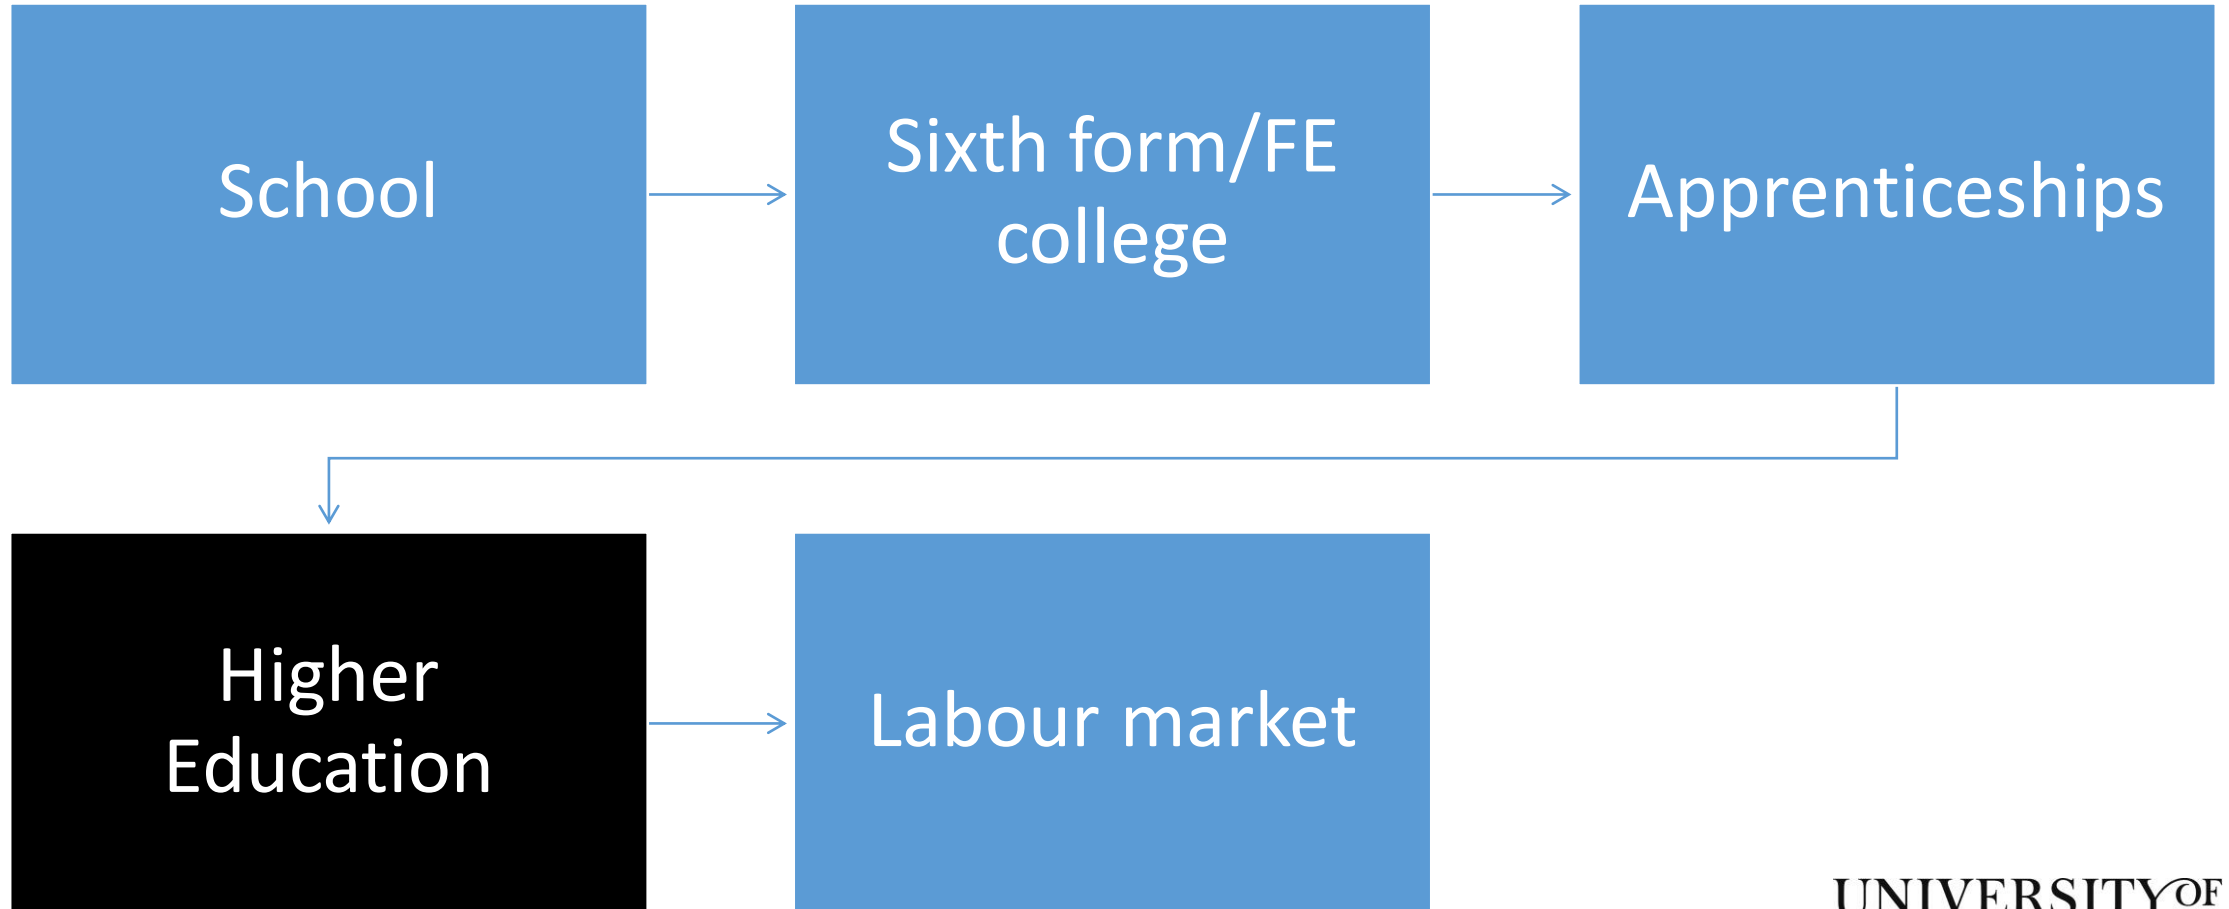 School
Sixth form/FE
college
Apprenticeships
Higher
Education
Labour market
UNIVERSITY OF